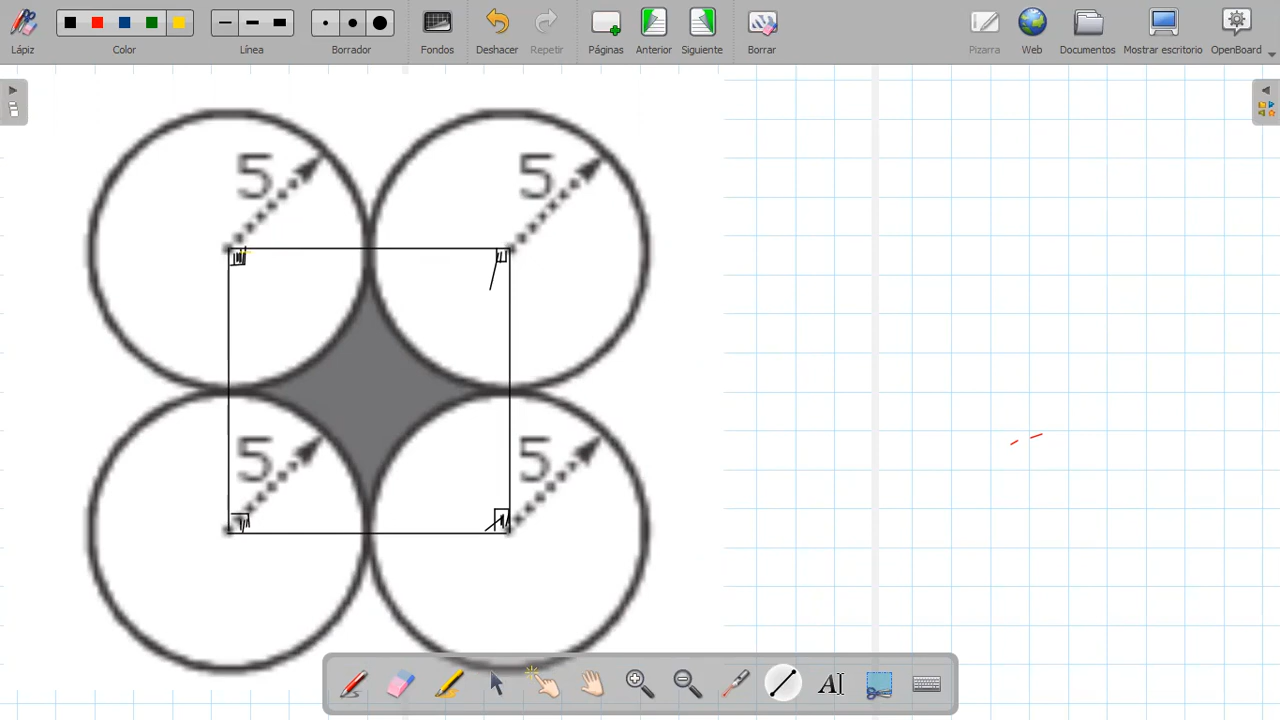 Lápiz Color Línea Borrador Fondos Deshacer Repetir Páginas Anterior Siguiente Borrar Pizarra Web Documentos Mostrar escritorio OpenBoard
5 5
5 5